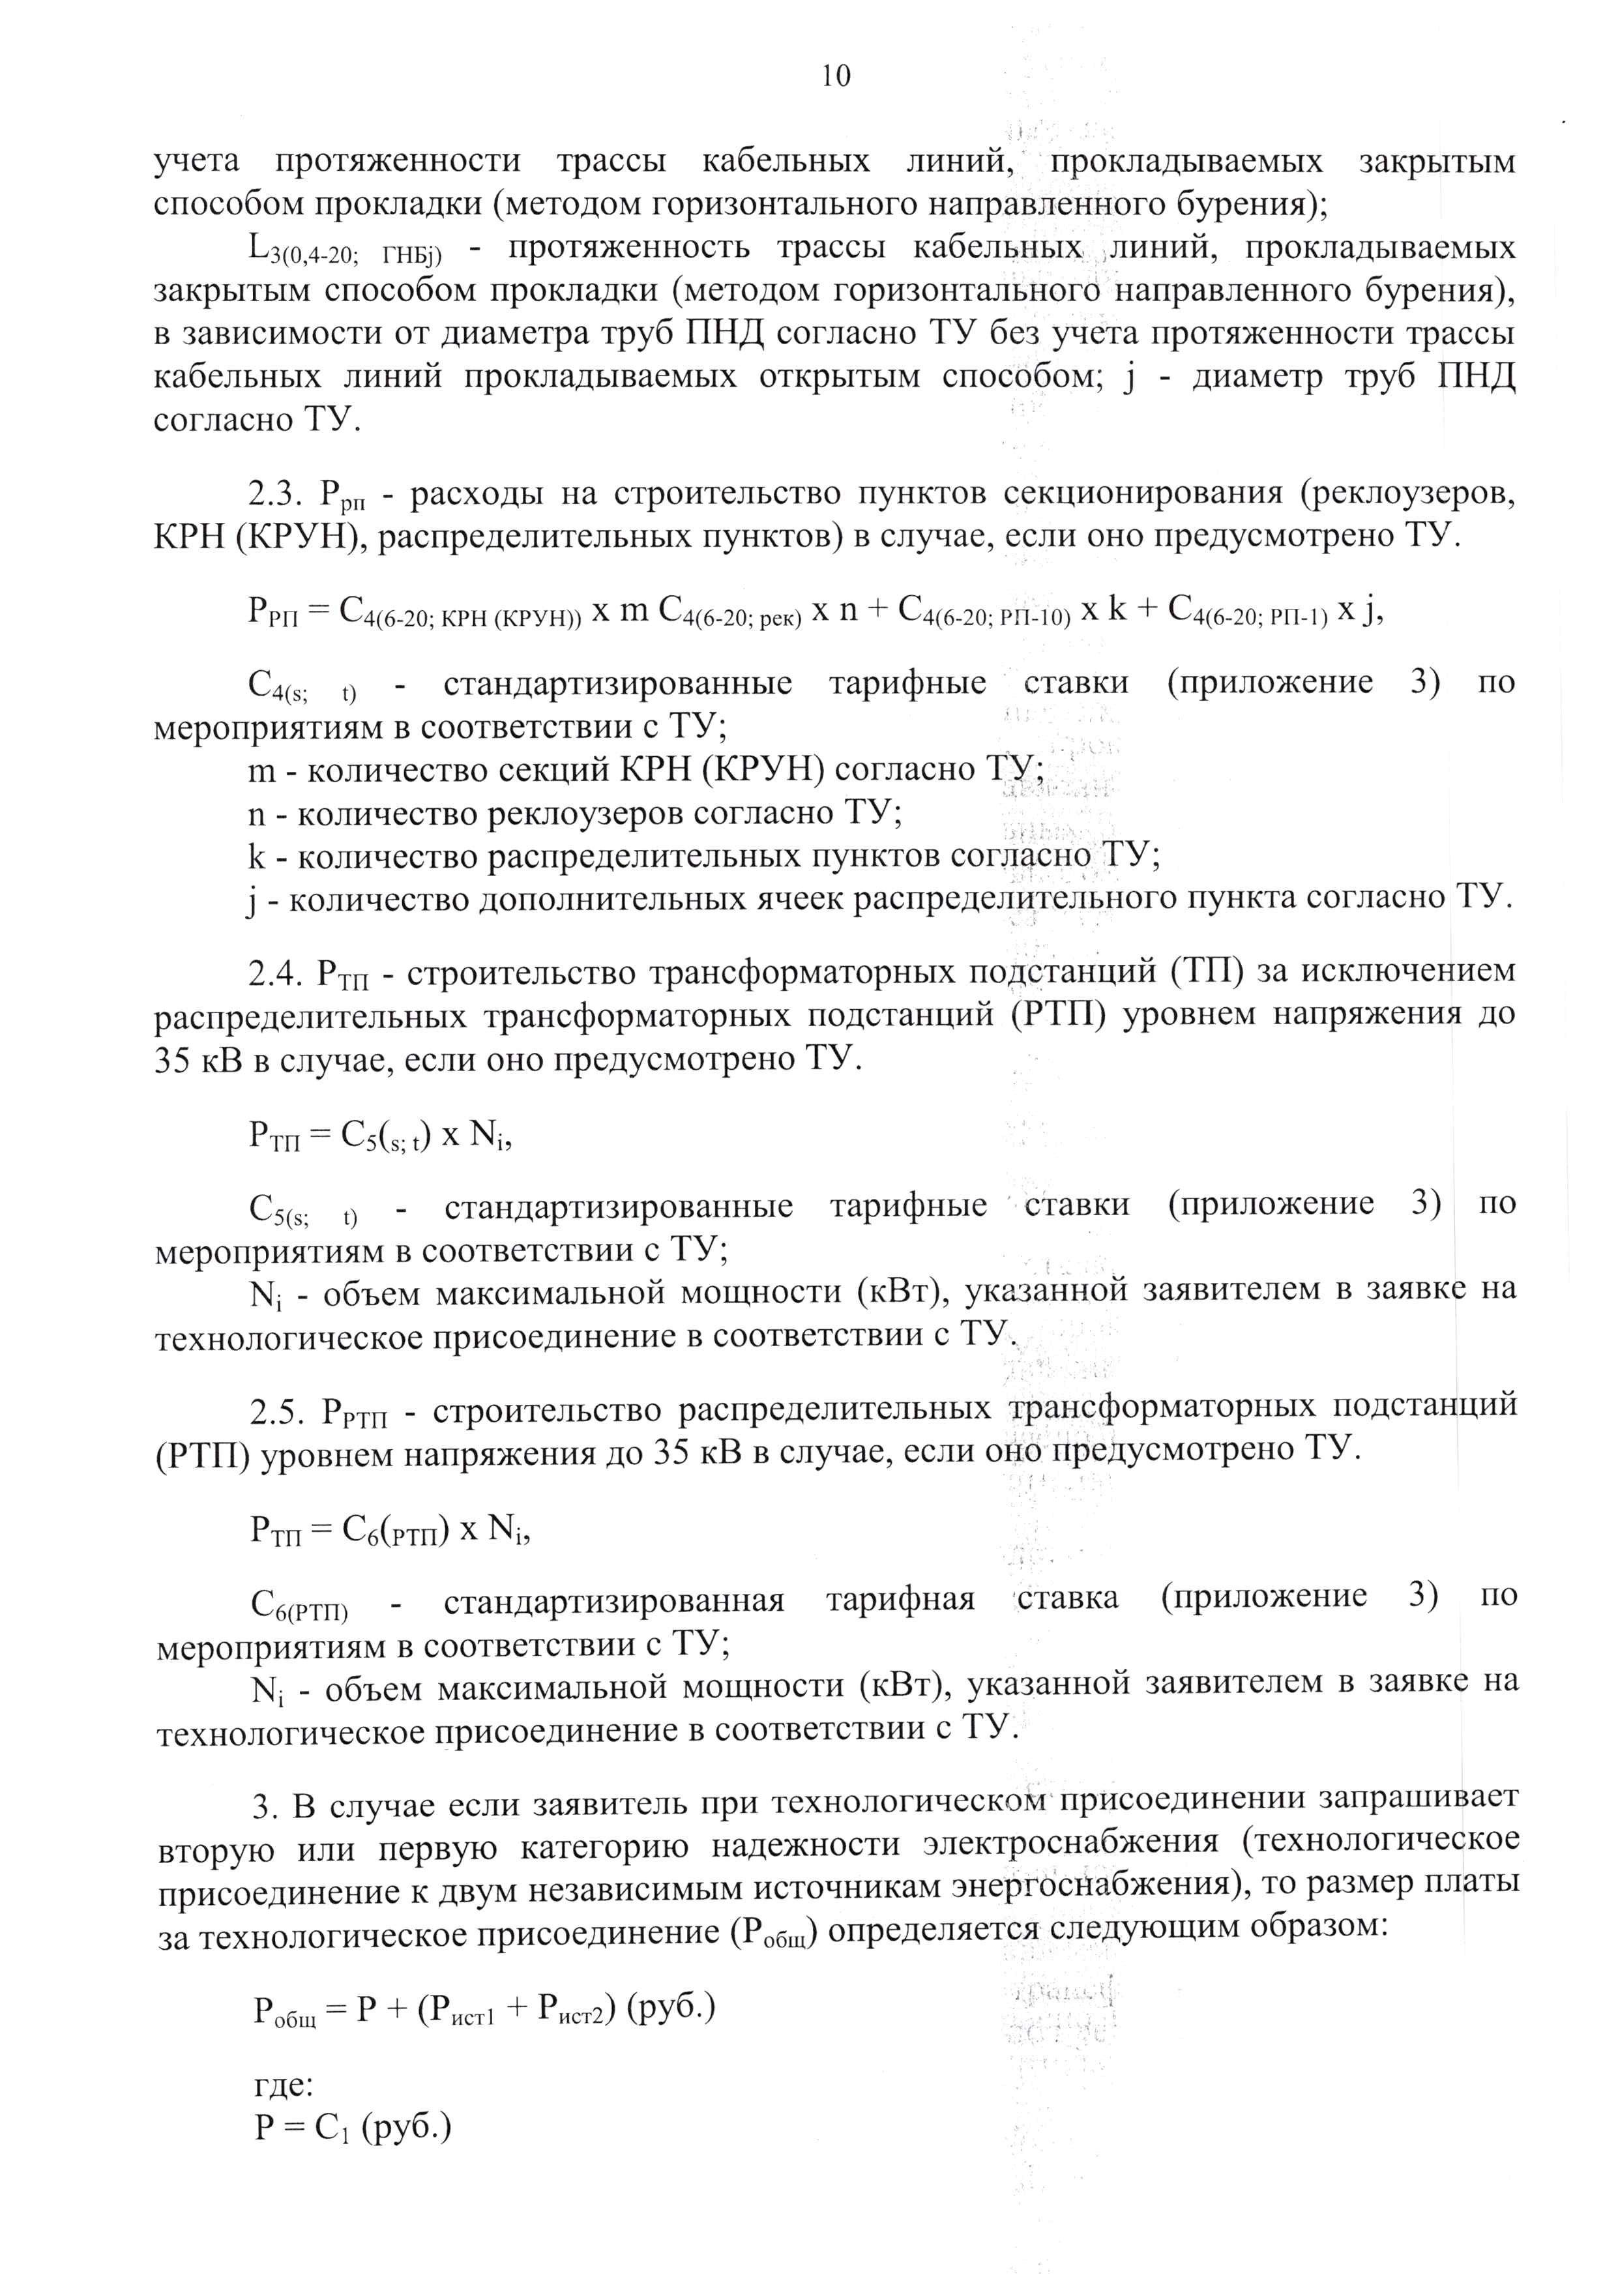 10
учета протяженности трассы кабельных линий, прокладываемых закрытым
способом прокладки (методом горизонтального направленного бурения);
L3(0,4-20; ГНБj) - протяженность трассы кабельных линий, прокладываемых
закрытым способом прокладки (методом горизонтального направленного бурения),
в зависимости от диаметра труб ПНД согласно ТУ без учета протяженности трассы
кабельных линий прокладываемых открытым способом; j - диаметр труб ПНД
согласно ТУ.
2.3. Pрп - расходы на строительство пунктов секционирования (реклоузеров,
КРН (КРУН), распределительных пунктов) в случае, если оно предусмотрено ТУ.
PРП = C4(6-20; КРН (КРУН)) x m C4(6-20; рек) x n + C4(6-20; РП-10) x k + C4(6-20; РП-1) x j,
C4(s; t) - стандартизированные тарифные ставки (приложение 3) по
мероприятиям в соответствии с ТУ;
m - количество секций КРН (КРУН) согласно ТУ;
n - количество реклоузеров согласно ТУ;
k - количество распределительных пунктов согласно ТУ;
j - количество дополнительных ячеек распределительного пункта согласно ТУ.
2.4. PТП - строительство трансформаторных подстанций (ТП) за исключением
распределительных трансформаторных подстанций (РТП) уровнем напряжения до
35 кВ в случае, если оно предусмотрено ТУ.
PТП = C5(s; t) x Ni,
C5(s; t) - стандартизированные тарифные ставки (приложение 3) по
мероприятиям в соответствии с ТУ;
Ni - объем максимальной мощности (кВт), указанной заявителем в заявке на
технологическое присоединение в соответствии с ТУ.
2.5. PРТП - строительство распределительных трансформаторных подстанций
(РТП) уровнем напряжения до 35 кВ в случае, если оно предусмотрено ТУ.
PТП = C6(РТП) x Ni,
C6(РТП) - стандартизированная тарифная ставка (приложение 3) по
мероприятиям в соответствии с ТУ;
Ni - объем максимальной мощности (кВт), указанной заявителем в заявке на
технологическое присоединение в соответствии с ТУ.
3. В случае если заявитель при технологическом присоединении запрашивает
вторую или первую категорию надежности электроснабжения (технологическое
присоединение к двум независимым источникам энергоснабжения), то размер платы
за технологическое присоединение (Pобщ) определяется следующим образом:
Pобщ = P + (Pист1 + Pист2) (руб.)
где:
P = C1 (руб.)